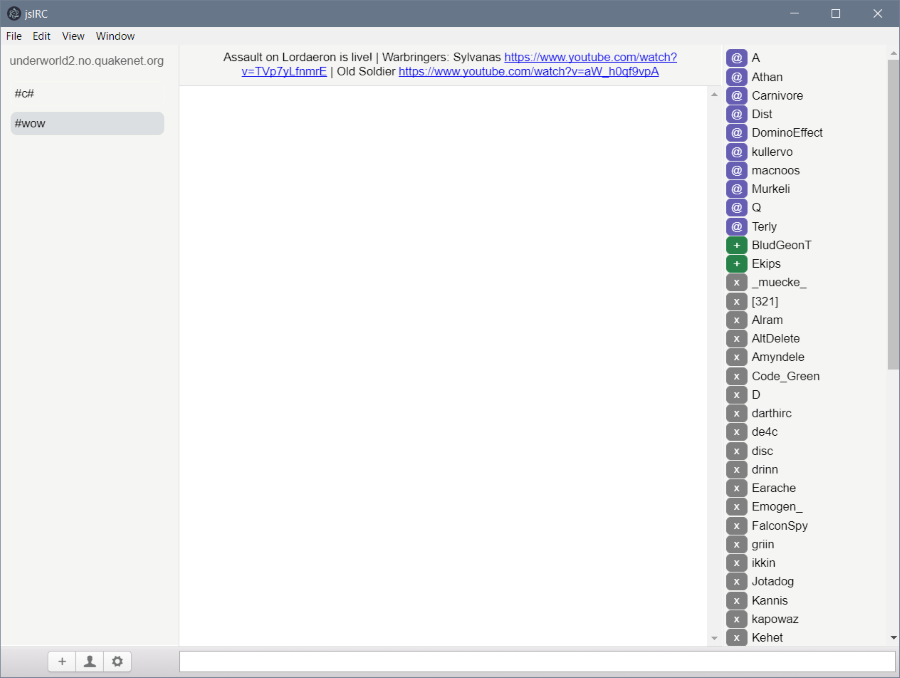 jsIRC
File Edit View Window
underworld2.no.quakenet.org
#c#
#wow
Assault on Lordaeron is live! | Warbringers: Sylvanas https://www.youtube.com/watch?
v=TVp7yLfnmrE | Old Soldier https://www.youtube.com/watch?v=aW_h0qf9vpA
@ A
@ Athan
@ Carnivore
@ Dist
@ DominoEffect
@ kullervo
@ macnoos
@ Murkeli
@ Q
@ Terly
+ BludGeonT
+ Ekips
x _muecke_
x [321]
x Alram
x AltDelete
x Amyndele
x Code_Green
x D
x darthirc
x de4c
x disc
x drinn
x Earache
x Emogen_
x FalconSpy
x griin
x ikkin
x Jotadog
x Kannis
x kapowaz
x Kehet